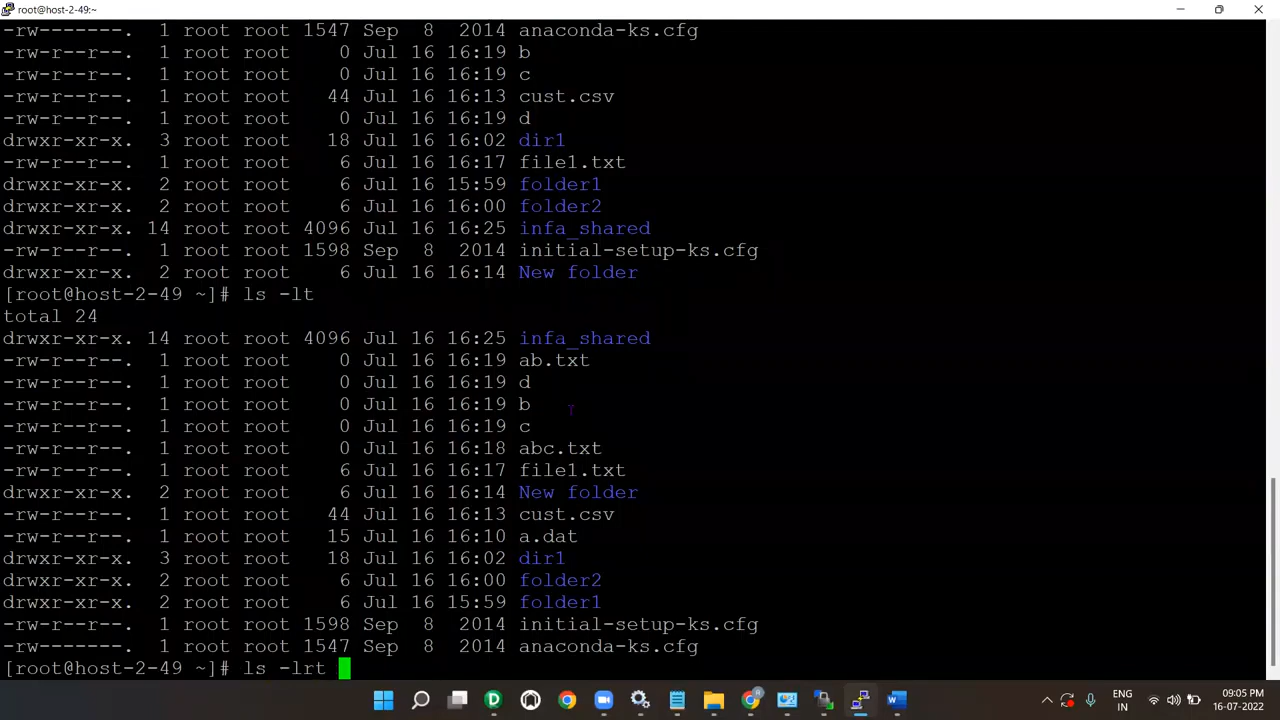 root@host-2-49:~
-rw-------. 1 root root 1547 Sep 8 2014 anaconda-ks.cfg
-rw-r--r--. 1 root root 0 Jul 16 16:19 b
-rw-r--r--. 1 root root 0 Jul 16 16:19 c
-rw-r--r--. 1 root root 44 Jul 16 16:13 cust.csv
-rw-r--r--. 1 root root 0 Jul 16 16:19 d
drwxr-xr-x. 3 root root 18 Jul 16 16:02 dir1
-rw-r--r--. 1 root root 6 Jul 16 16:17 file1.txt
drwxr-xr-x. 2 root root 6 Jul 16 15:59 folder1
drwxr-xr-x. 2 root root 6 Jul 16 16:00 folder2
drwxr-xr-x. 14 root root 4096 Jul 16 16:25 infa_shared
-rw-r--r--. 1 root root 1598 Sep 8 2014 initial-setup-ks.cfg
drwxr-xr-x. 2 root root 6 Jul 16 16:14 New folder
[root@host-2-49 ~]# ls -lt
total 24
drwxr-xr-x. 14 root root 4096 Jul 16 16:25 infa_shared
-rw-r--r--. 1 root root 0 Jul 16 16:19 ab.txt
-rw-r--r--. 1 root root 0 Jul 16 16:19 d
-rw-r--r--. 1 root root 0 Jul 16 16:19 b
-rw-r--r--. 1 root root 0 Jul 16 16:19 c
-rw-r--r--. 1 root root 0 Jul 16 16:18 abc.txt
-rw-r--r--. 1 root root 6 Jul 16 16:17 file1.txt
drwxr-xr-x. 2 root root 6 Jul 16 16:14 New folder
-rw-r--r--. 1 root root 44 Jul 16 16:13 cust.csv
-rw-r--r--. 1 root root 15 Jul 16 16:10 a.dat
drwxr-xr-x. 3 root root 18 Jul 16 16:02 dir1
drwxr-xr-x. 2 root root 6 Jul 16 16:00 folder2
drwxr-xr-x. 2 root root 6 Jul 16 15:59 folder1
-rw-r--r--. 1 root root 1598 Sep 8 2014 initial-setup-ks.cfg
-rw-------. 1 root root 1547 Sep 8 2014 anaconda-ks.cfg
[root@host-2-49 ~]# ls -lrt
ENG
IN
09:05 PM
16-07-2022